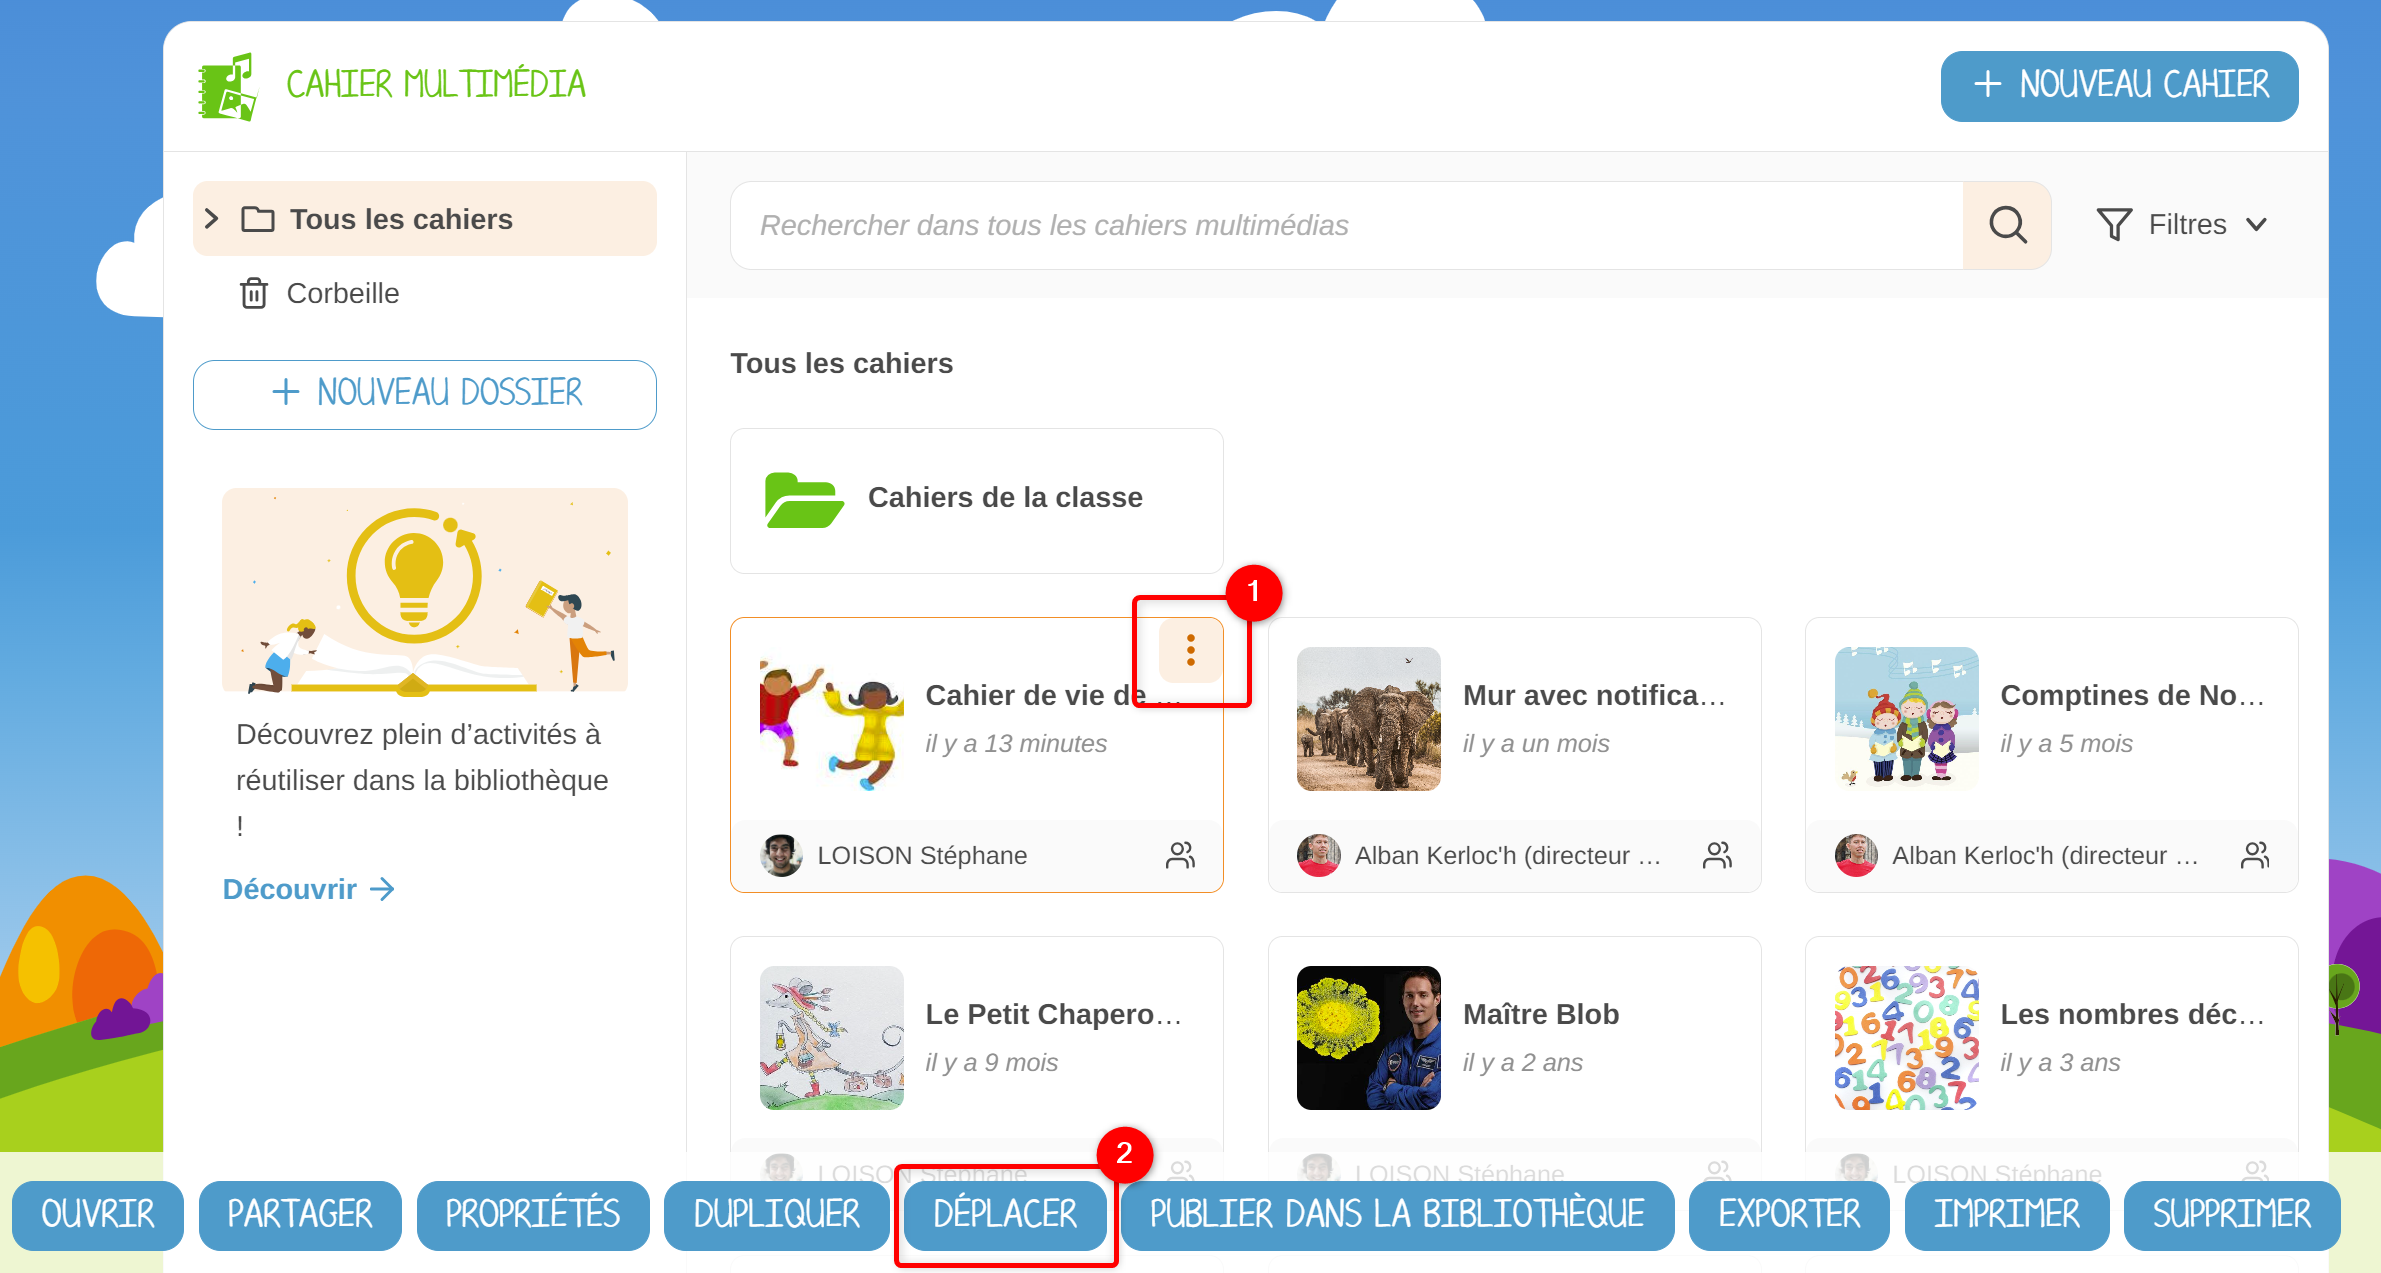 CAHIER MULTIMÉDIA
+ NOUVEAU CAHIER
Tous les cahiers
Corbeille
+ NOUVEAU DOSSIER
Découvrez plein d’activités à
réutiliser dans la bibliothèque
!
Découvrir →
Rechercher dans tous les cahiers multimédias
Filtres
Tous les cahiers
Cahiers de la classe
1
Cahier de vie de ...
il y a 13 minutes
LOISON Stéphane
Mur avec notifica...
il y a un mois
Alban Kerloc'h (directeur ...
Comptines de No...
il y a 5 mois
Alban Kerloc'h (directeur ...
Le Petit Chapero...
il y a 9 mois
LOISON Stéphane
Maître Blob
il y a 2 ans
LOISON Stéphane
Les nombres déc...
il y a 3 ans
LOISON Stéphane
2
OUVRIR
PARTAGER
PROPRIÉTÉS
DUPLIQUER
DÉPLACER
PUBLIER DANS LA BIBLIOTHÈQUE
EXPORTER
IMPRIMER
SUPPRIMER